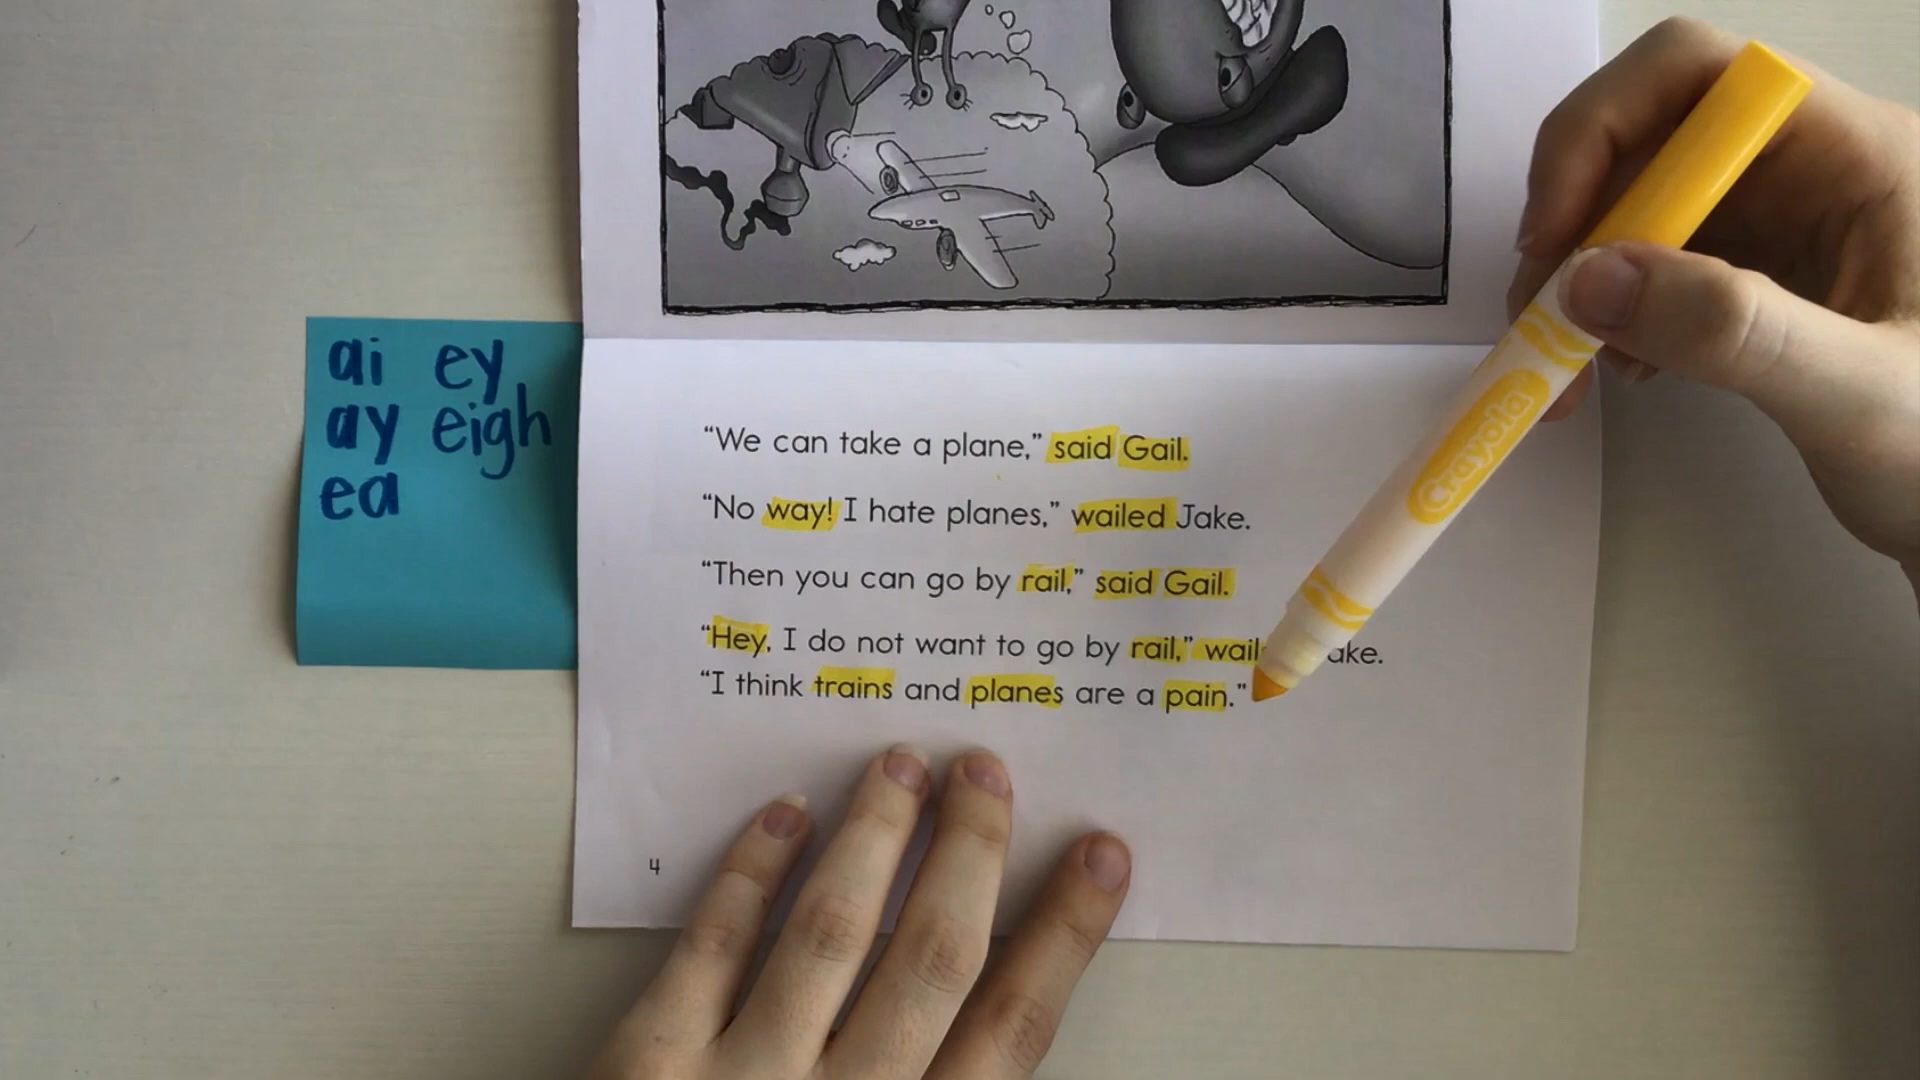 ai ey
ay eigh
ea
“We can take a plane,” said Gail.
“No way! I hate planes,” wailed Jake.
“Then you can go by rail,” said Gail.
“Hey, I do not want to go by rail,” wail ake.
“I think trains and planes are a pain.”
4
Crayola